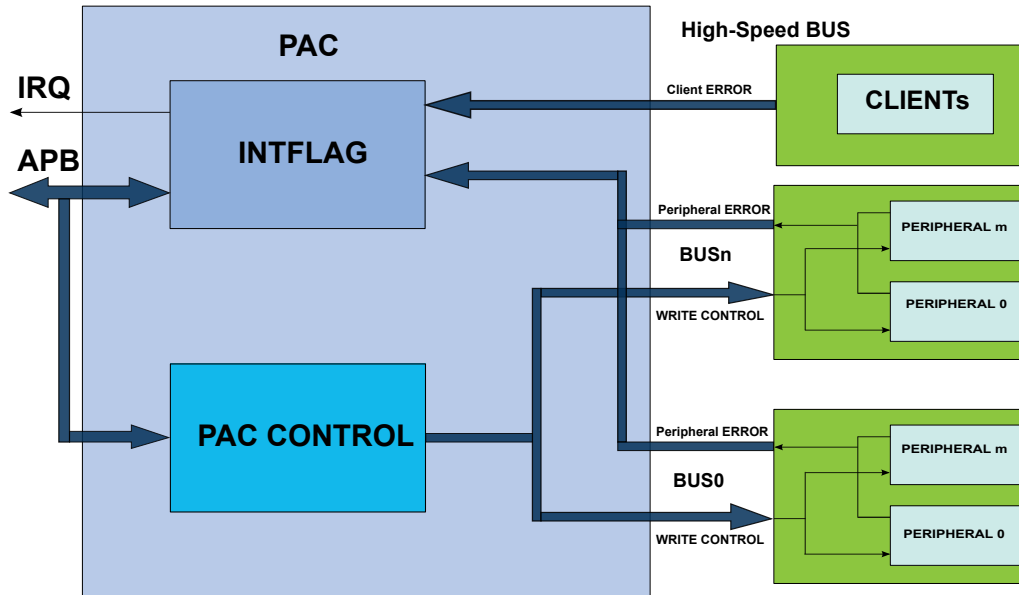 PAC
High-Speed BUS
IRQ
INTFLAG
Client ERROR
CLIENTs
APB
Peripheral ERROR
PERIPHERAL m
BUSn
PERIPHERAL 0
WRITE CONTROL
PAC CONTROL
Peripheral ERROR
PERIPHERAL m
BUS0
PERIPHERAL 0
WRITE CONTROL